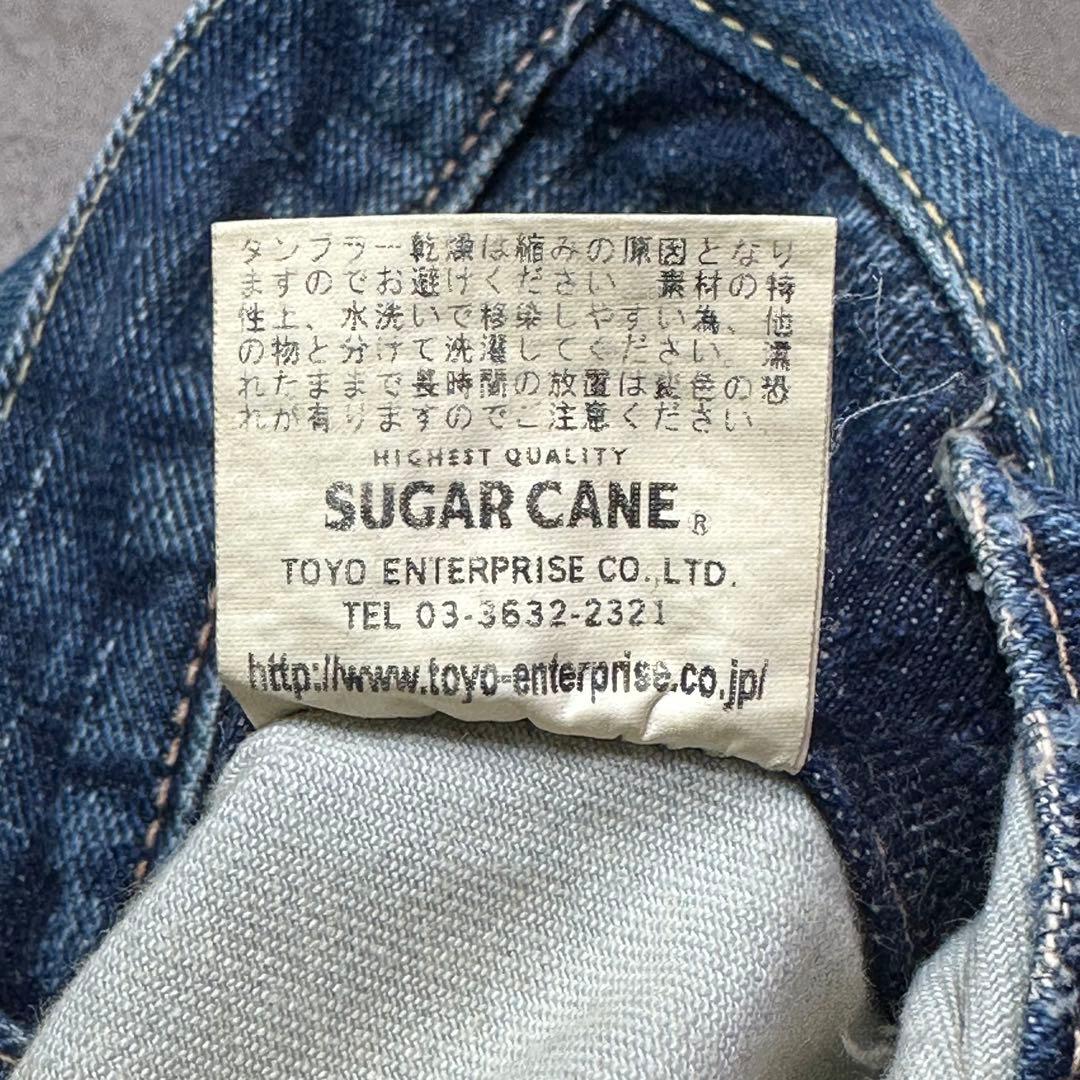 タンブラー乾燥は縮みの原因となり
ますのでお避けください 素材の特
性上、水洗いで移染しやすい為、他
の物と分けて洗濯してください。濡
れたままで長時間の放置は変色の恐
れが有りますのでご注意ください。
HIGHEST QUALITY
SUGAR CANE®
TOYO ENTERPRISE CO.,LTD.
TEL 03-3632-2321
http://www.toyo-enterprise.co.jp/